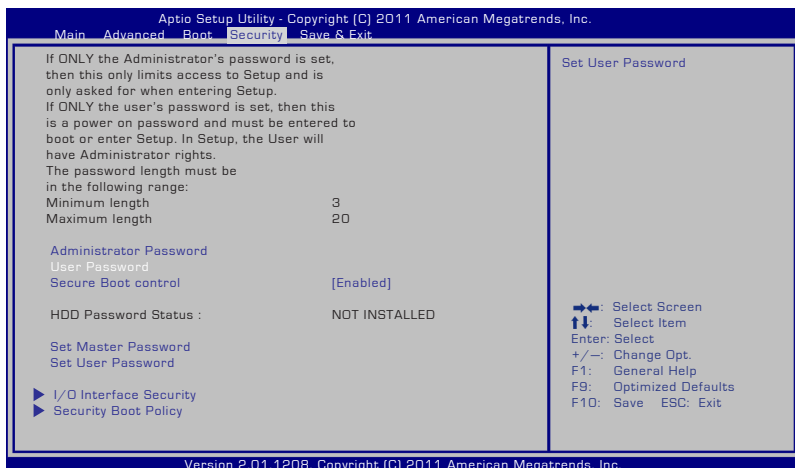 Aptio Setup Utility - Copyright (C) 2011 American Megatrends, Inc.
Main Advanced Boot Security Save & Exit
If ONLY the Administrator's password is set,
then this only limits access to Setup and is
only asked for when entering Setup.
If ONLY the user's password is set, then this
is a power on password and must be entered to
boot or enter Setup. In Setup, the User will
have Administrator rights.
The password length must be
in the following range:
Minimum length 3
Maximum length 20
Administrator Password
User Password
Secure Boot control [Enabled]
HDD Password Status : NOT INSTALLED
Set Master Password
Set User Password
I/O Interface Security
Security Boot Policy
Set User Password
→←: Select Screen
↑↓: Select Item
Enter: Select
+/—: Change Opt.
F1: General Help
F9: Optimized Defaults
F10: Save ESC: Exit
Version 2.01.1208. Copyright (C) 2011 American Megatrends, Inc.